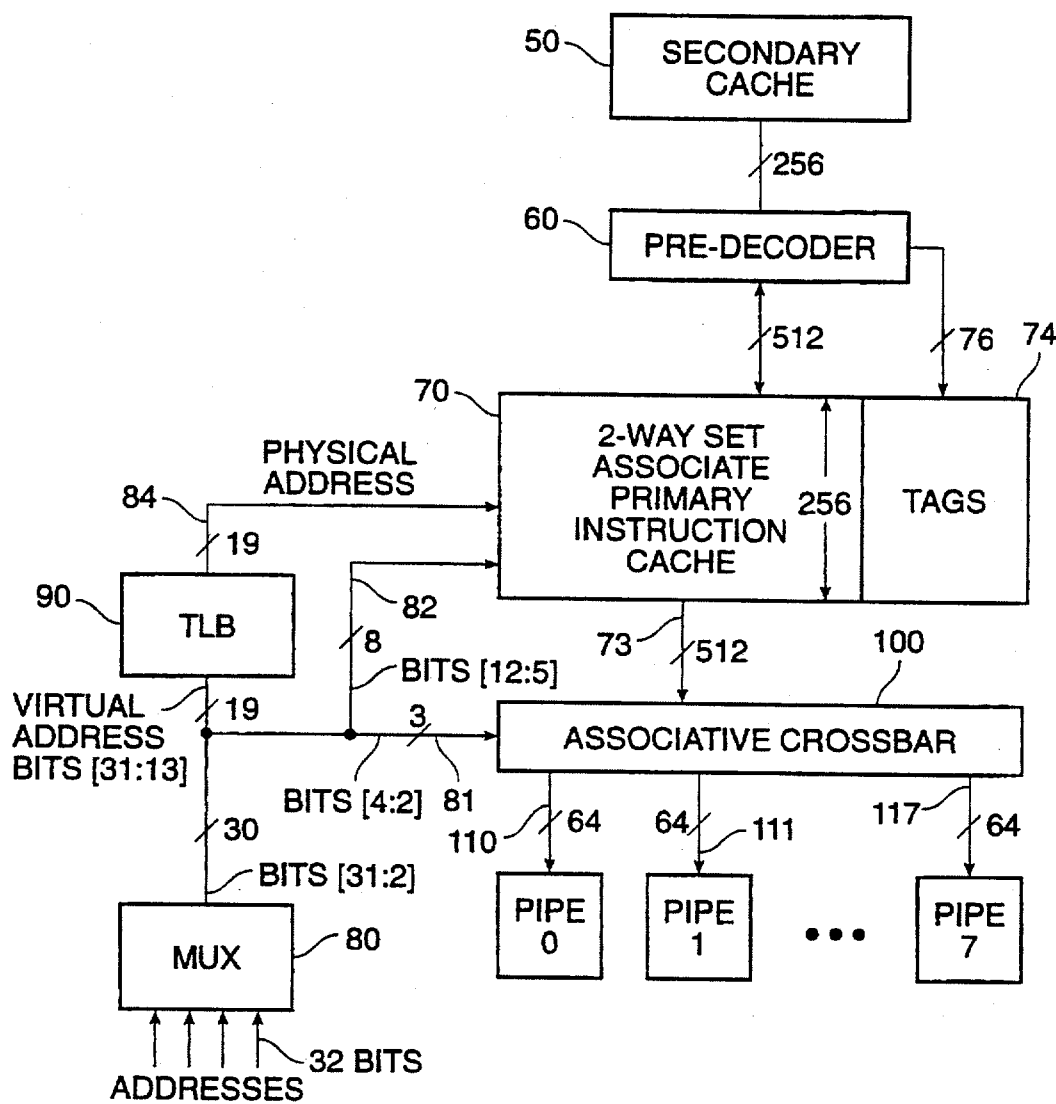 50
SECONDARY
CACHE
256
60
PRE-DECODER
512
76
74
70
2-WAY SET
ASSOCIATE
PRIMARY
INSTRUCTION
CACHE
256
TAGS
PHYSICAL
ADDRESS
84
19
90
TLB
82
8
73
512
100
BITS [12:5]
VIRTUAL
ADDRESS
BITS [31:13]
19
3
ASSOCIATIVE CROSSBAR
BITS [4:2]
81
110
64
64
111
117
64
30
BITS [31:2]
PIPE
0
PIPE
1
•••
PIPE
7
MUX
80
32 BITS
ADDRESSES